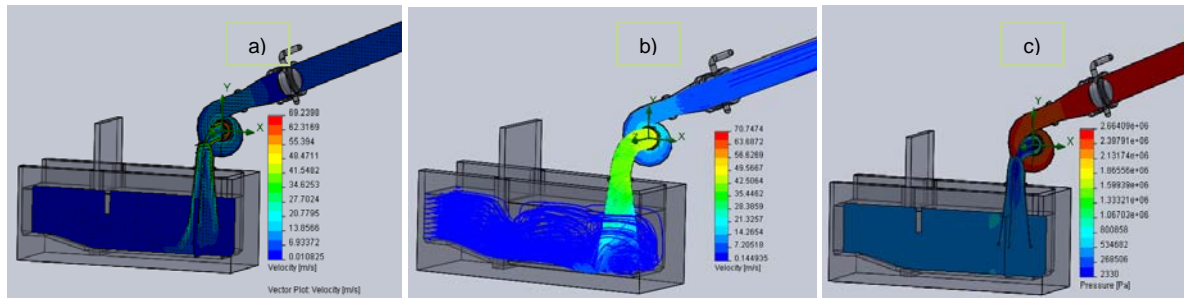 a)
Y
X
69.2398
62.3169
55.394
48.4711
41.5482
34.6253
27.7024
20.7795
13.8566
6.93372
0.010825
Velocity [m/s]
Vector Plot: Velocity [m/s]
b)
Y
X
70.7474
63.6872
56.6269
49.5667
42.5064
35.4462
28.3859
21.3257
14.2654
7.20518
0.144935
Velocity [m/s]
c)
Y
X
2.66409e+06
2.39791e+06
2.13174e+06
1.86556e+06
1.59939e+06
1.33321e+06
1.06703e+06
800858
534682
268506
2330
Pressure [Pa]